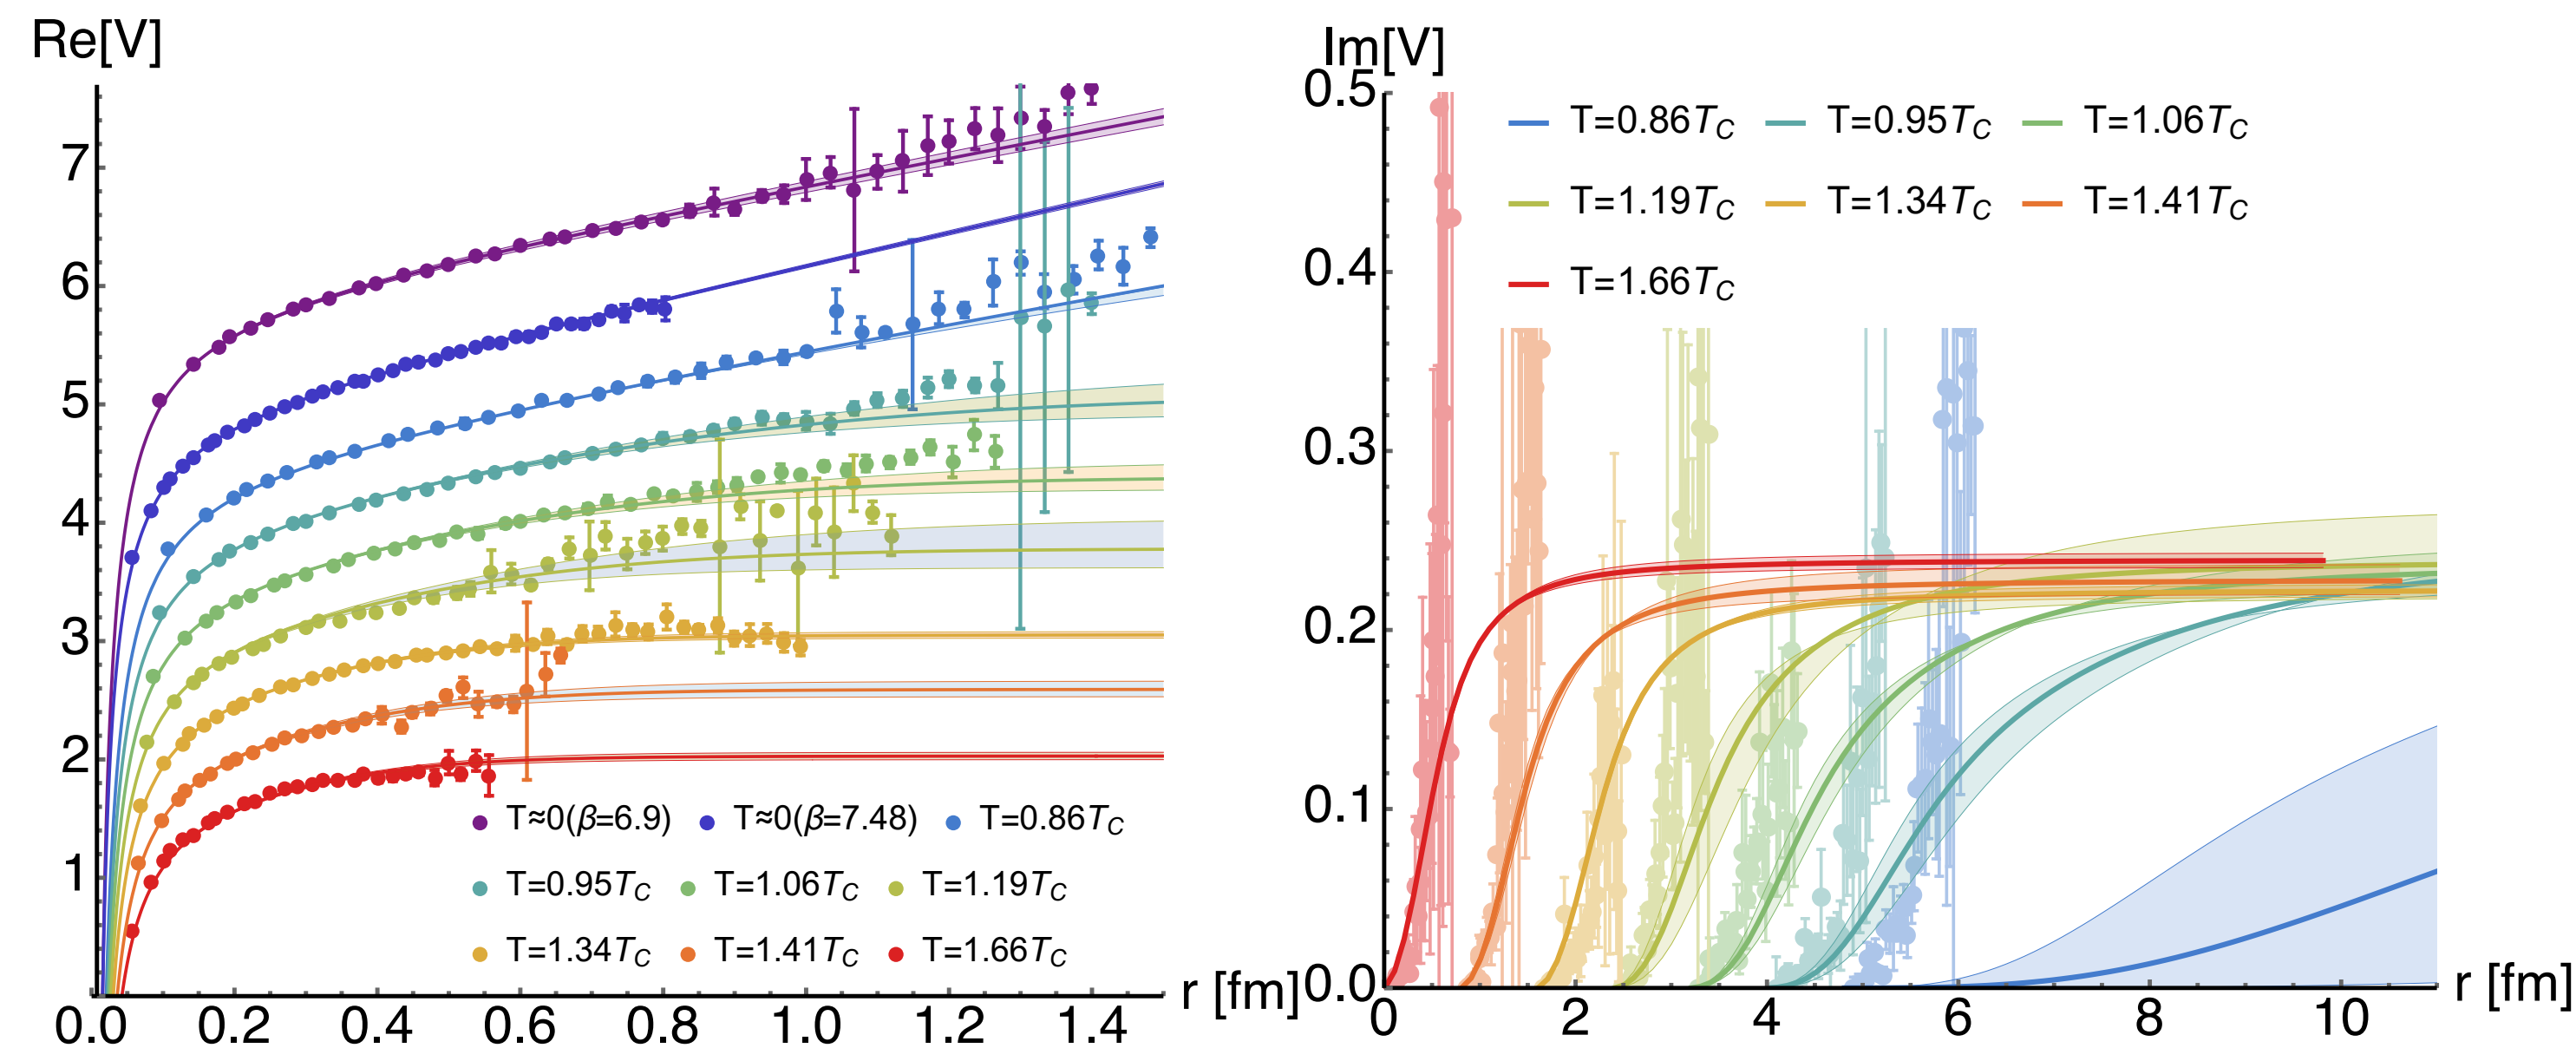 Re[V]
7
6
5
4
3
2
1
T≈0(β=6.9) T≈0(β=7.48) T=0.86T_C
T=0.95T_C T=1.06T_C T=1.19T_C
T=1.34T_C T=1.41T_C T=1.66T_C
0.0 0.2 0.4 0.6 0.8 1.0 1.2 1.4
r [fm]
Im[V]
0.5
0.4
0.3
0.2
0.1
0.0
T=0.86T_C T=0.95T_C T=1.06T_C
T=1.19T_C T=1.34T_C T=1.41T_C
T=1.66T_C
0 2 4 6 8 10
r [fm]